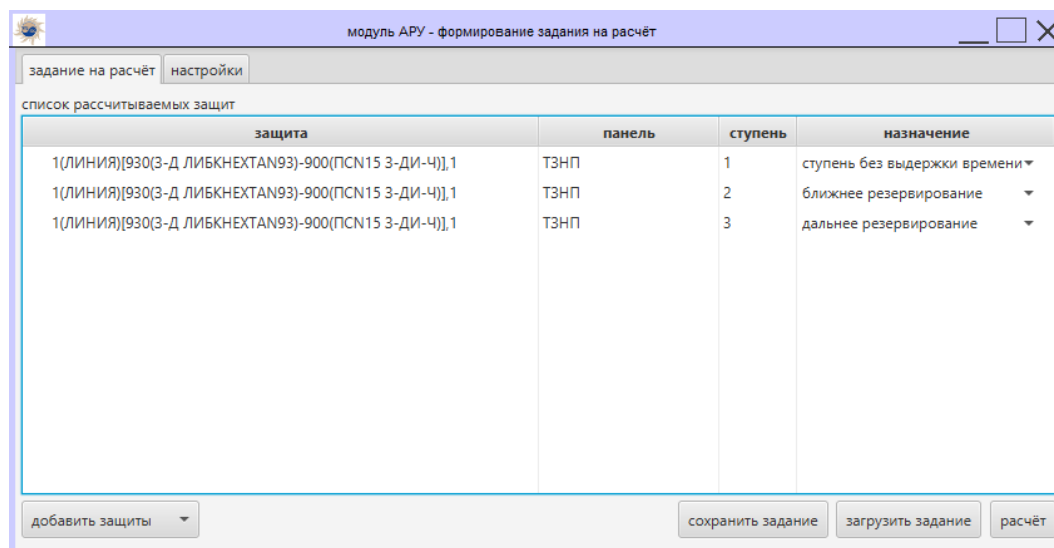 модуль АРУ - формирование задания на расчёт
задание на расчёт настройки
список рассчитываемых защит
защита панель ступень назначение
1(ЛИНИЯ)[930(З-Д ЛИБКНЕХТАN93)-900(ПСN15 З-ДИ-Ч)],1 ТЗНП 1 ступень без выдержки времени
1(ЛИНИЯ)[930(З-Д ЛИБКНЕХТАN93)-900(ПСN15 З-ДИ-Ч)],1 ТЗНП 2 ближнее резервирование
1(ЛИНИЯ)[930(З-Д ЛИБКНЕХТАN93)-900(ПСN15 З-ДИ-Ч)],1 ТЗНП 3 дальнее резервирование
добавить защиты сохранить задание загрузить задание расчёт